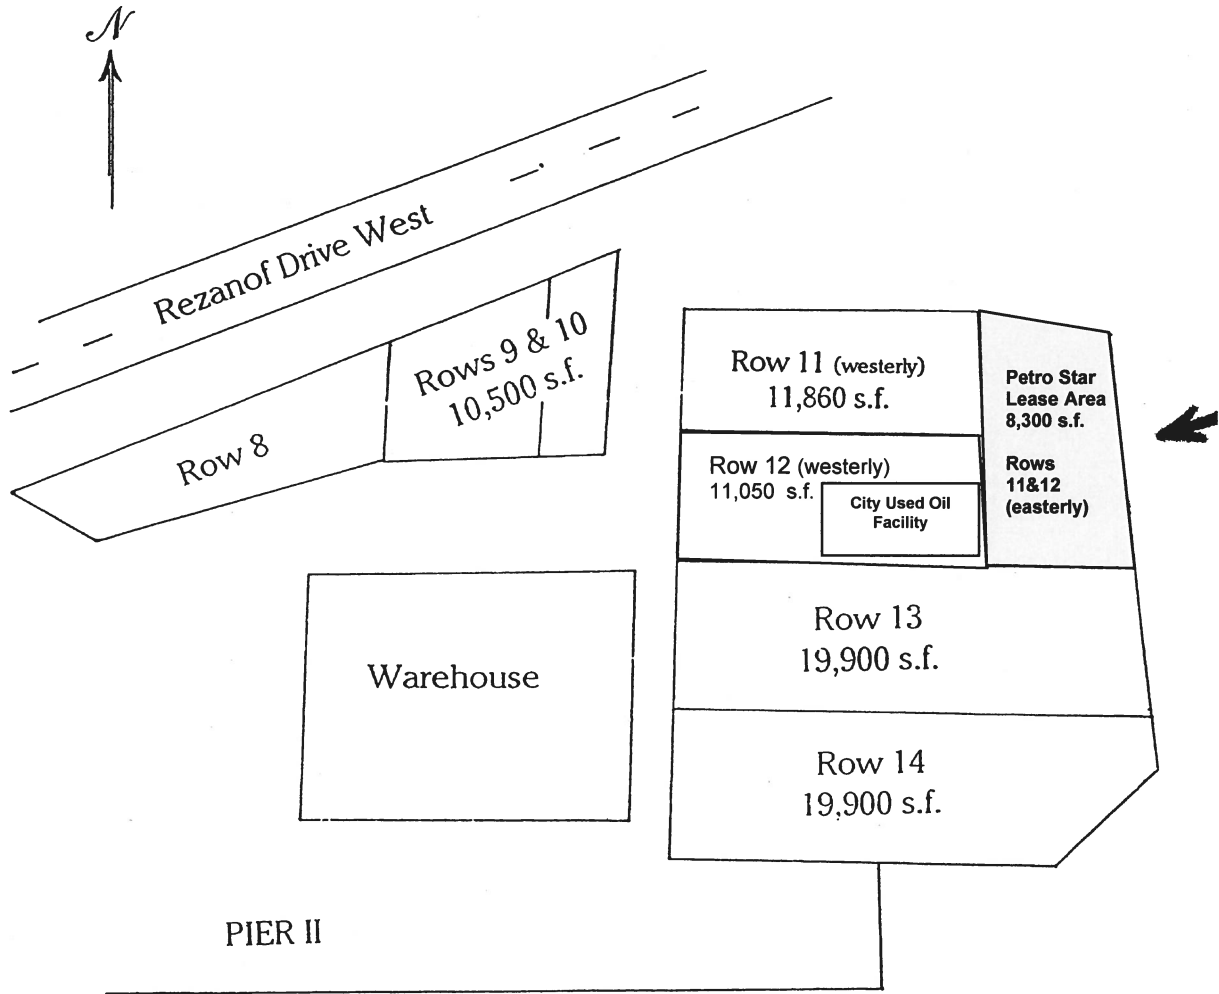 N
Rezanof Drive West
Rows 9 & 10
10,500 s.f.
Row 8
Row 11 (westerly)
11,860 s.f.
Petro Star
Lease Area
8,300 s.f.
Rows
11&12
(easterly)
Row 12 (westerly)
11,050 s.f.
City Used Oil
Facility
Row 13
19,900 s.f.
Warehouse
Row 14
19,900 s.f.
PIER II